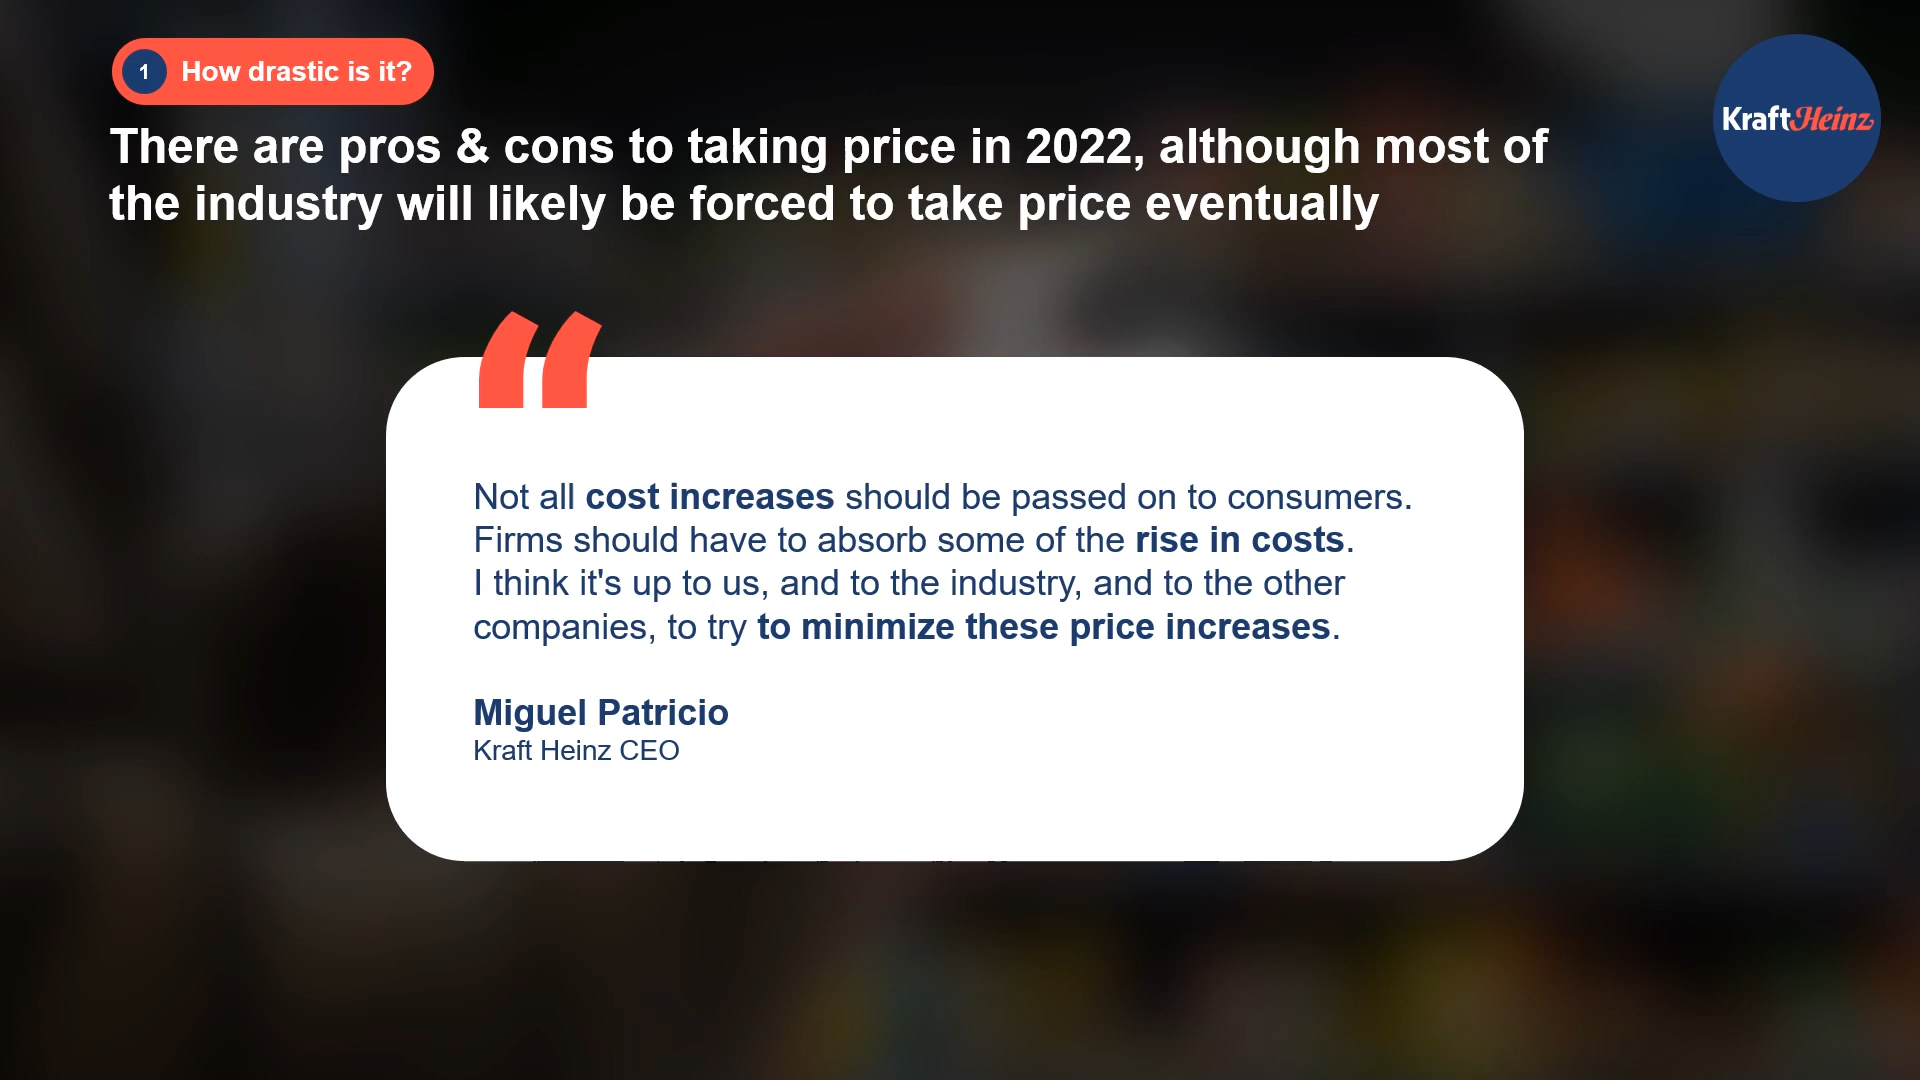 1 How drastic is it?
There are pros & cons to taking price in 2022, although most of
the industry will likely be forced to take price eventually
KraftHeinz
“
Not all cost increases should be passed on to consumers.
Firms should have to absorb some of the rise in costs.
I think it's up to us, and to the industry, and to the other
companies, to try to minimize these price increases.
Miguel Patricio
Kraft Heinz CEO